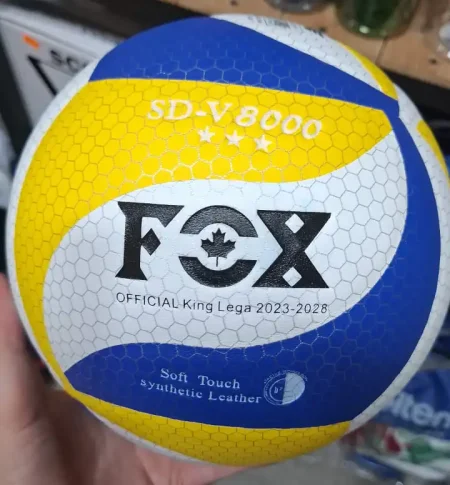 SD-V8000
FOX
OFFICIAL King Lega 2023-2028
Soft Touch
Synthetic Leather